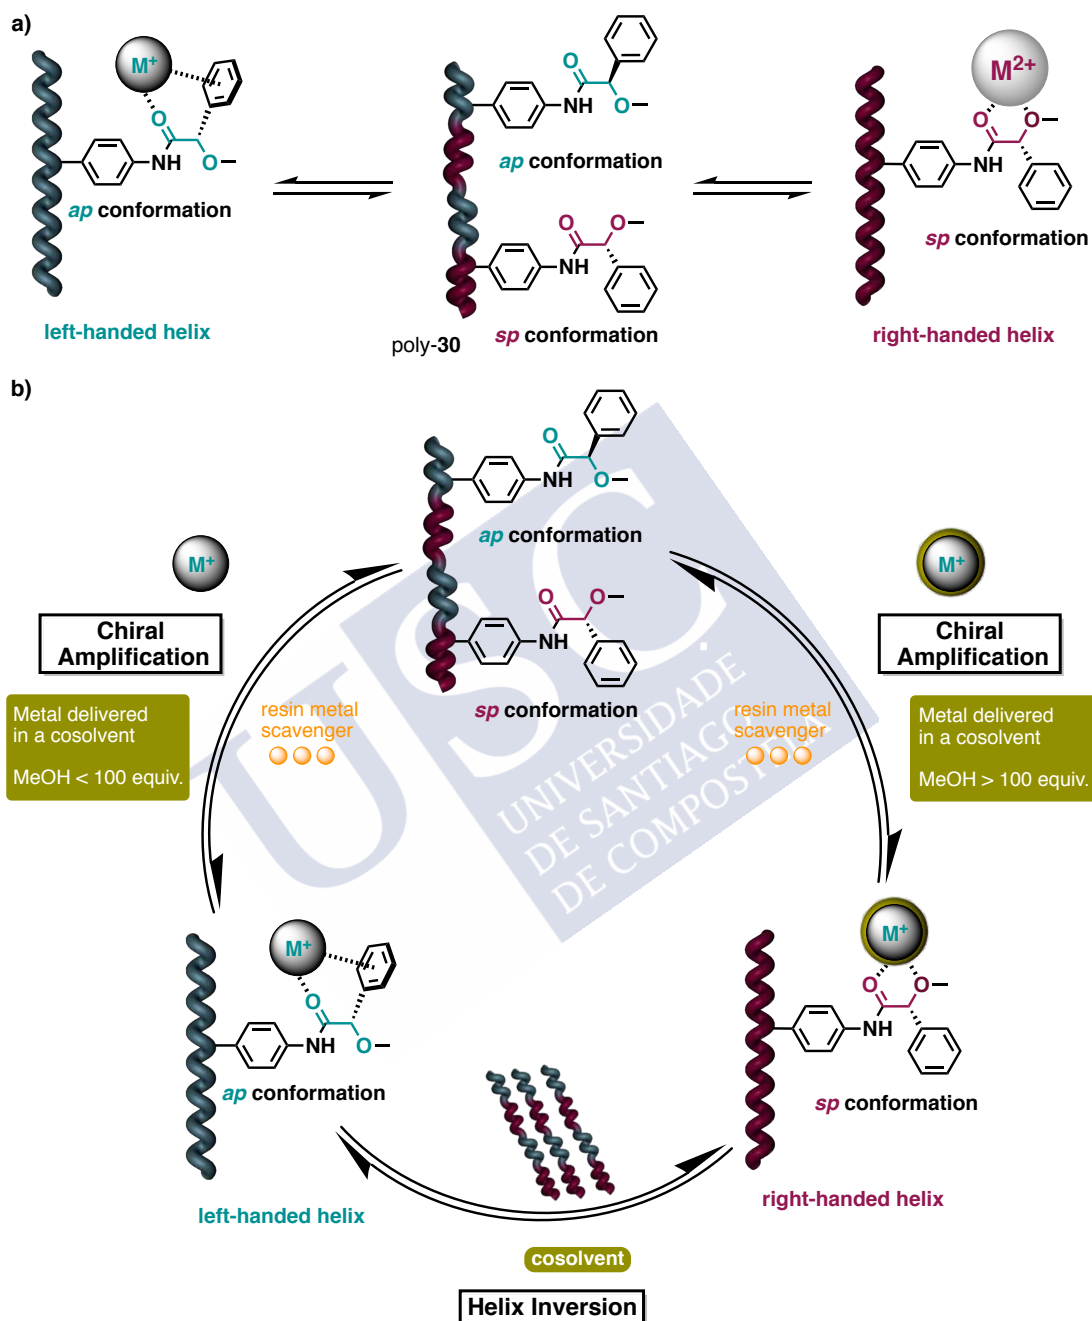 a)
M⁺
O
NH
O
ap conformation
left-handed helix
O
NH
O
ap conformation
O
O
NH
sp conformation
poly-30
M²⁺
O
O
NH
sp conformation
right-handed helix
b)
O
NH
O
ap conformation
O
O
NH
sp conformation
M⁺
Chiral
Amplification
Metal delivered
in a cosolvent
MeOH < 100 equiv.
resin metal
scavenger
resin metal
scavenger
M⁺
Chiral
Amplification
Metal delivered
in a cosolvent
MeOH > 100 equiv.
USC
UNIVERSIDADE
DE SANTIAGO
DE COMPOSTELA
M⁺
O
NH
O
ap conformation
left-handed helix
M⁺
O
O
NH
sp conformation
right-handed helix
cosolvent
Helix Inversion